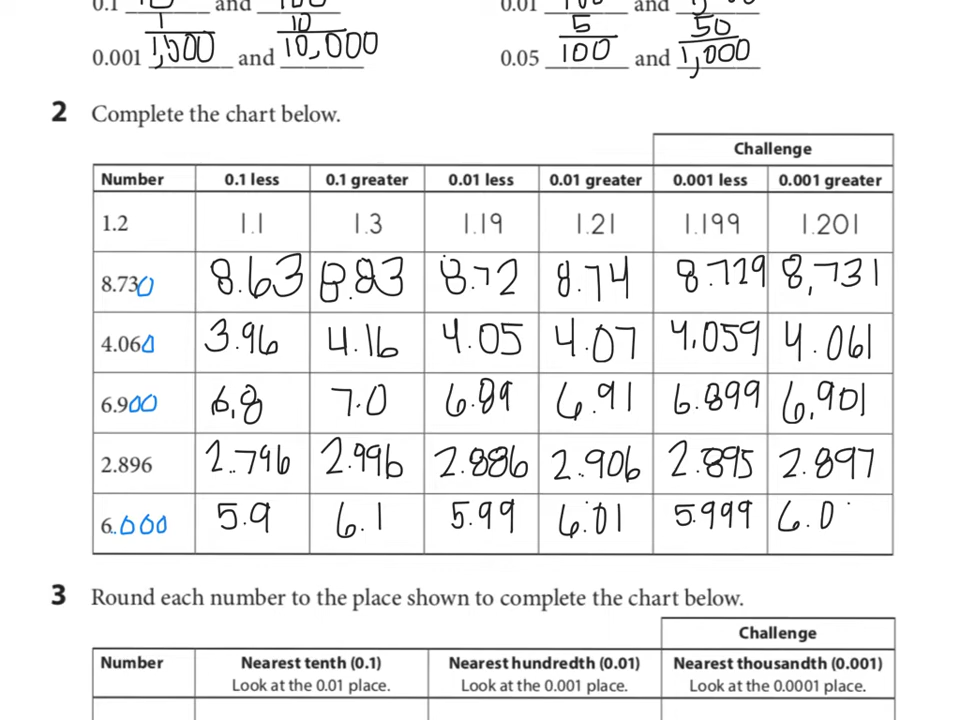 0.1 and 0.01 and
0.001 1/1,000 and 10/10,000 0.05 5/100 and 50/1,000
2 Complete the chart below.
Challenge
Number 0.1 less 0.1 greater 0.01 less 0.01 greater 0.001 less 0.001 greater
1.2 1.1 1.3 1.19 1.21 1.199 1.201
8.730 8.63 8.83 8.72 8.74 8.729 8,731
4.060 3.96 4.16 4.05 4.07 4.059 4.061
6.900 6,8 7.0 6.89 6.91 6.899 6,901
2.896 2.796 2.996 2.886 2.906 2.895 2.897
6.000 5.9 6.1 5.99 6.01 5.999 6.0
3 Round each number to the place shown to complete the chart below.
Challenge
Number Nearest tenth (0.1) Nearest hundredth (0.01) Nearest thousandth (0.001)
Look at the 0.01 place. Look at the 0.001 place. Look at the 0.0001 place.